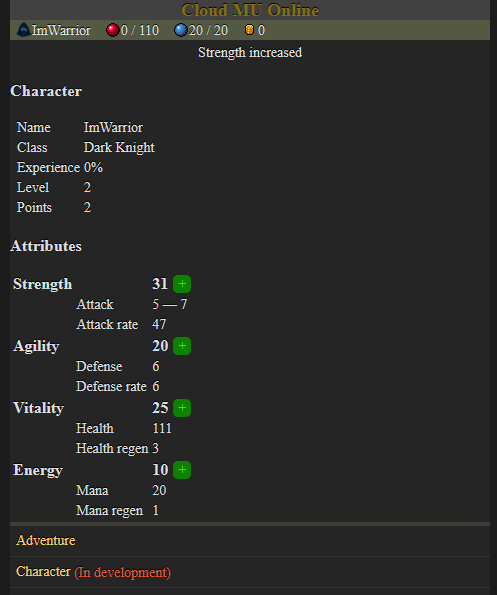 Cloud MU Online
ImWarrior 0 / 110 20 / 20 0
Strength increased
Character
Name ImWarrior
Class Dark Knight
Experience 0%
Level 2
Points 2
Attributes
Strength 31 +
Attack 5 — 7
Attack rate 47
Agility 20 +
Defense 6
Defense rate 6
Vitality 25 +
Health 111
Health regen 3
Energy 10 +
Mana 20
Mana regen 1
Adventure
Character (In development)